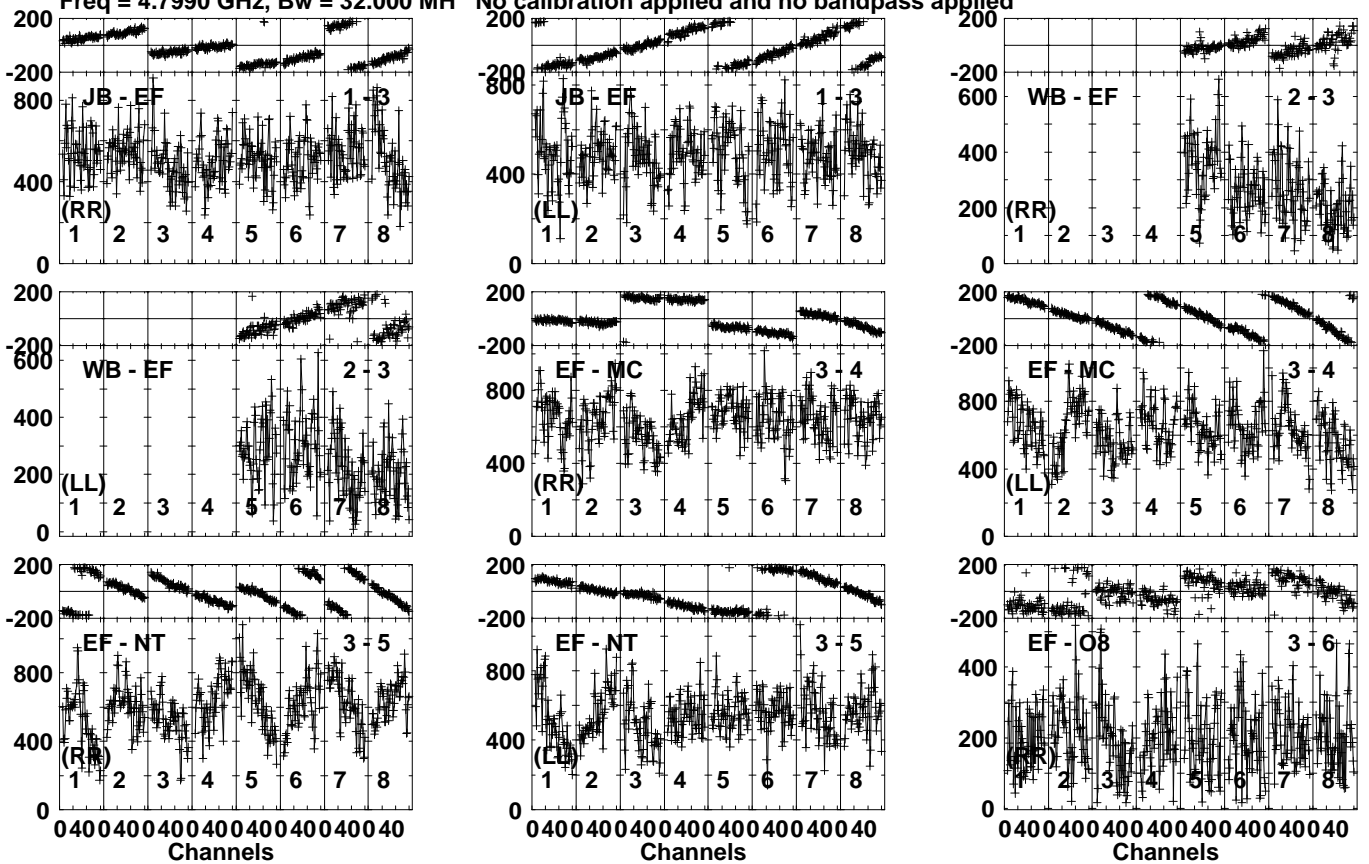 Freq = 4.7990 GHz, Bw = 32.000 MH No calibration applied and no bandpass applied
-200
800
400
0
JB - EF 1 - 3
(RR)
1 2 3 4 5 6 7 8
-200
800
400
0
JB - EF 1 - 3
(LL)
1 2 3 4 5 6 7 8
200
-200
600
400
200
0
WB - EF 2 - 3
(RR)
1 2 3 4 5 6 7 8
200
-200
600
400
200
0
WB - EF 2 - 3
(LL)
1 2 3 4 5 6 7 8
200
-200
800
400
0
EF - MC 3 - 4
(RR)
1 2 3 4 5 6 7 8
200
-200
800
400
0
EF - MC 3 - 4
(LL)
1 2 3 4 5 6 7 8
200
-200
800
400
0
EF - NT 3 - 5
(RR)
1 2 3 4 5 6 7 8
0 40 0 40 0 40 0 40 0 40 0 40 0 40 0 40
Channels
200
-200
800
400
0
EF - NT 3 - 5
(LL)
1 2 3 4 5 6 7 8
0 40 0 40 0 40 0 40 0 40 0 40 0 40 0 40
Channels
200
-200
400
200
0
EF - O8 3 - 6
(RR)
1 2 3 4 5 6 7 8
0 40 0 40 0 40 0 40 0 40 0 40 0 40 0 40
Channels